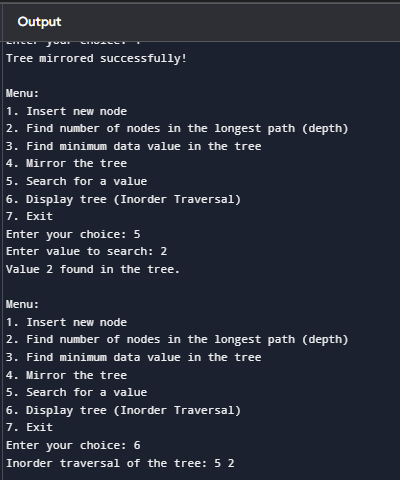 Output
Enter your choice:
Tree mirrored successfully!
Menu:
1. Insert new node
2. Find number of nodes in the longest path (depth)
3. Find minimum data value in the tree
4. Mirror the tree
5. Search for a value
6. Display tree (Inorder Traversal)
7. Exit
Enter your choice: 5
Enter value to search: 2
Value 2 found in the tree.
Menu:
1. Insert new node
2. Find number of nodes in the longest path (depth)
3. Find minimum data value in the tree
4. Mirror the tree
5. Search for a value
6. Display tree (Inorder Traversal)
7. Exit
Enter your choice: 6
Inorder traversal of the tree: 5 2